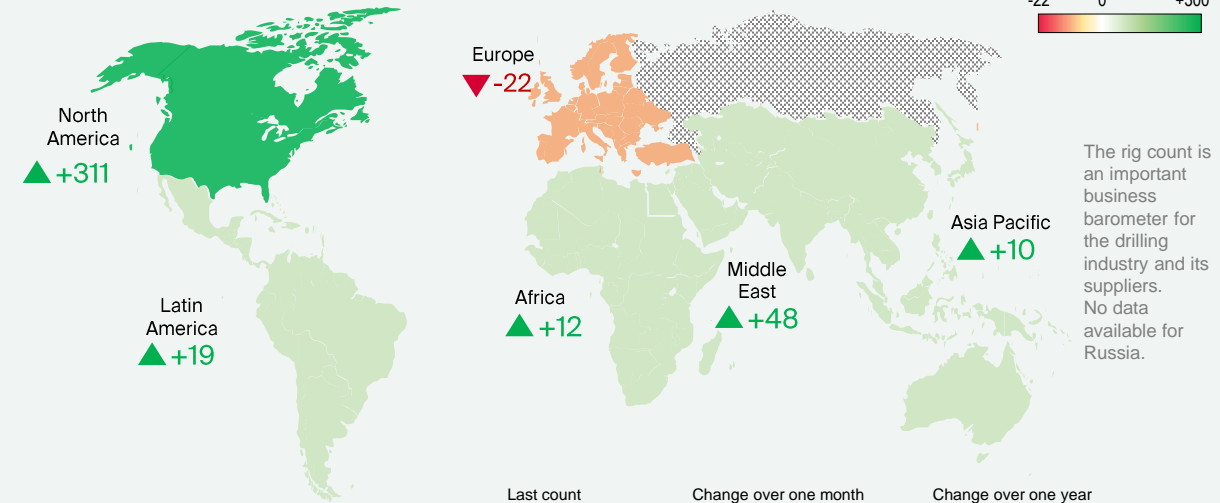 -22 0 +300
Europe
-22
North
America
+311
The rig count is
an important
business
barometer for
the drilling
industry and its
suppliers.
No data
available for
Russia.
Asia Pacific
+10
Middle
East
+48
Africa
+12
Latin
America
+19
Last count Change over one month Change over one year